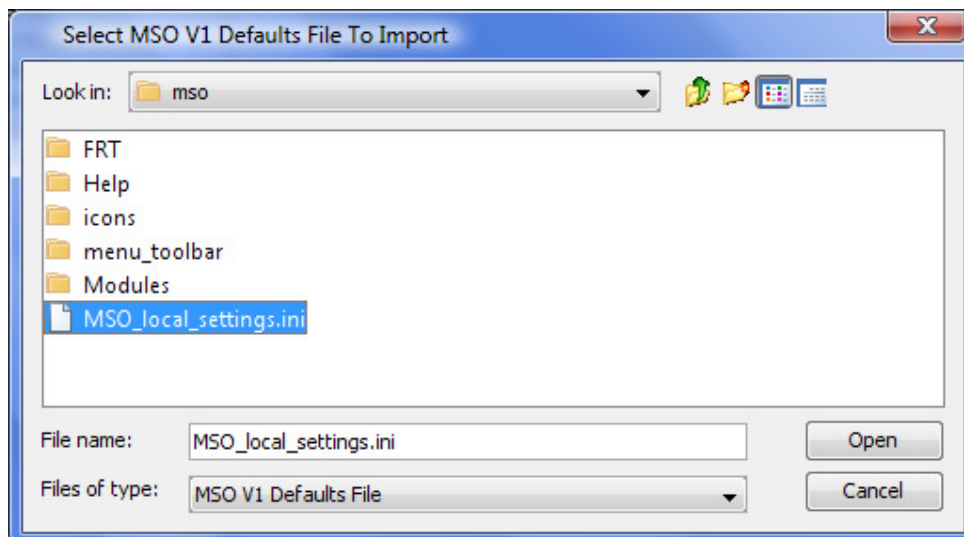 Select MSO V1 Defaults File To Import
Look in: mso
FRT
Help
icons
menu_toolbar
Modules
MSO_local_settings.ini
File name: MSO_local_settings.ini Open
Files of type: MSO V1 Defaults File Cancel